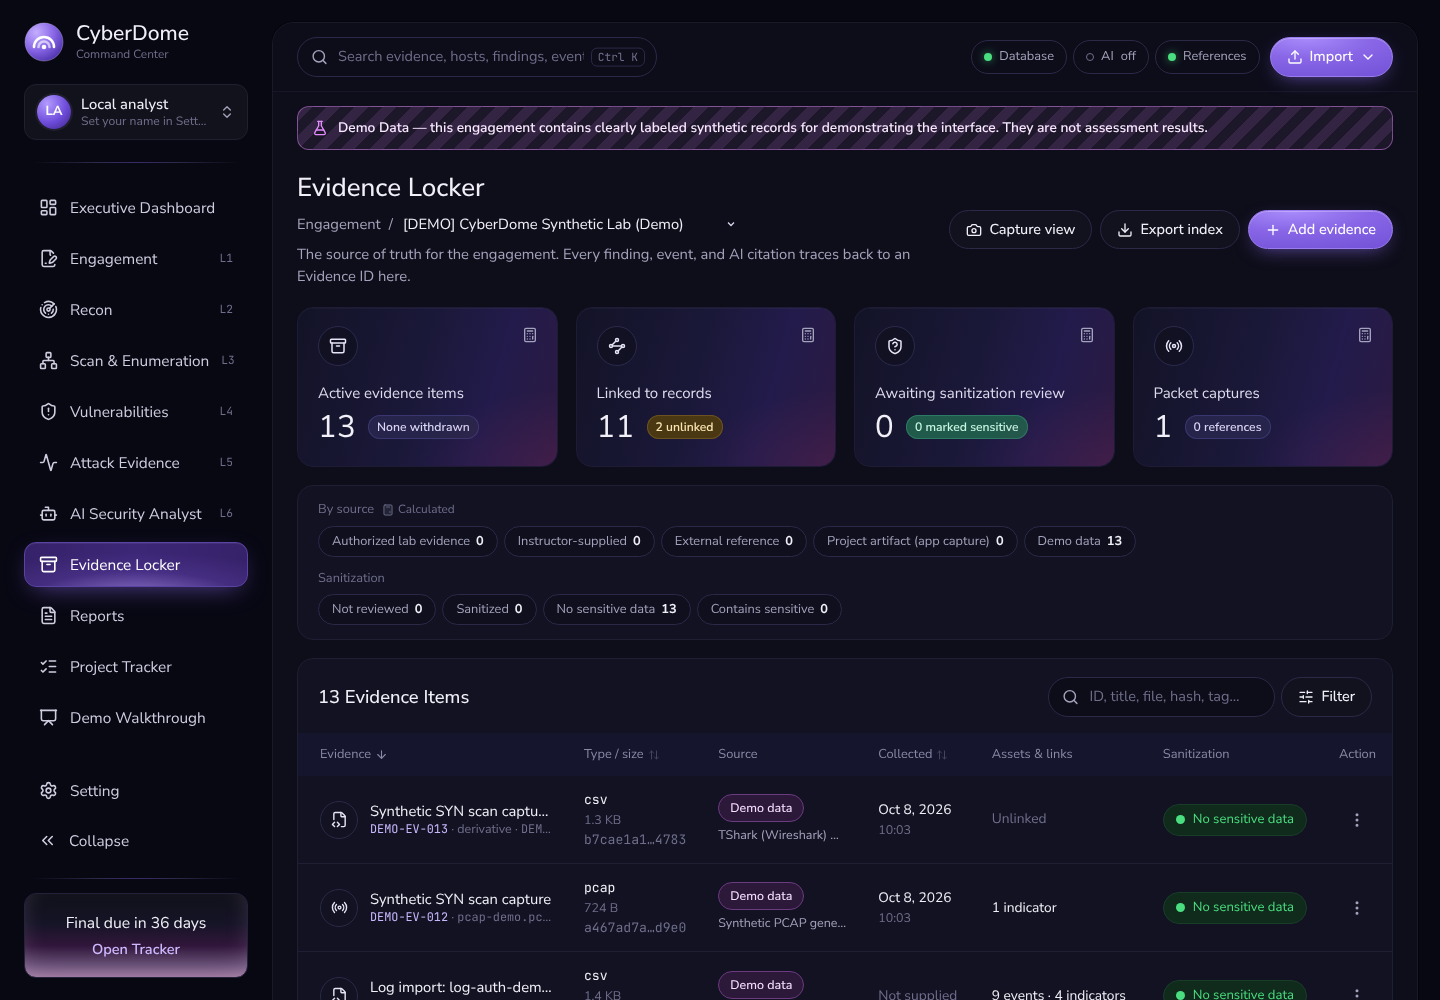 CyberDome
Command Center
LA
Local analyst
Set your name in Sett...
Executive Dashboard
Engagement L1
Recon L2
Scan & Enumeration L3
Vulnerabilities L4
Attack Evidence L5
AI Security Analyst L6
Evidence Locker
Reports
Project Tracker
Demo Walkthrough
Setting
Collapse
Final due in 36 days
Open Tracker
Search evidence, hosts, findings, event Ctrl K
Database
AI off
References
Import
Demo Data — this engagement contains clearly labeled synthetic records for demonstrating the interface. They are not assessment results.
Evidence Locker
Engagement / [DEMO] CyberDome Synthetic Lab (Demo)
The source of truth for the engagement. Every finding, event, and AI citation traces back to an
Evidence ID here.
Capture view
Export index
Add evidence
Active evidence items
13 None withdrawn
Linked to records
11 2 unlinked
Awaiting sanitization review
0 0 marked sensitive
Packet captures
1 0 references
By source Calculated
Authorized lab evidence 0 Instructor-supplied 0 External reference 0 Project artifact (app capture) 0 Demo data 13
Sanitization
Not reviewed 0 Sanitized 0 No sensitive data 13 Contains sensitive 0
13 Evidence Items
ID, title, file, hash, tag...
Filter
Evidence Type / size Source Collected Assets & links Sanitization Action
Synthetic SYN scan captu...
DEMO-EV-013 · derivative · DEM...
csv
1.3 KB
b7cae1a1…4783
Demo data
TShark (Wireshark) ...
Oct 8, 2026
10:03
Unlinked
No sensitive data
Synthetic SYN scan capture
DEMO-EV-012 · pcap-demo.pc...
pcap
724 B
a467ad7a…d9e0
Demo data
Synthetic PCAP gene...
Oct 8, 2026
10:03
1 indicator
No sensitive data
Log import: log-auth-dem...
csv
1.4 KB
Demo data
Not supplied
9 events · 4 indicators
No sensitive data